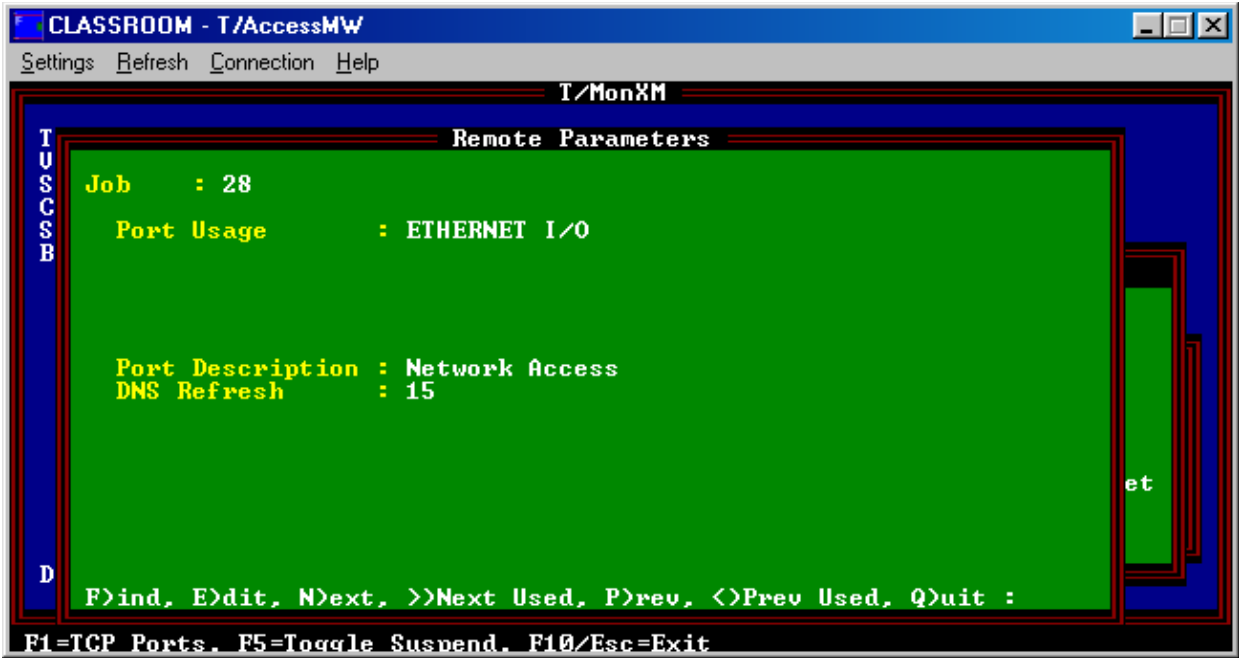 CLASSROOM - T/AccessMW
Settings Refresh Connection Help
T/MonXM
Remote Parameters
T
V
S
C
S
B
Job : 28
Port Usage : ETHERNET I/O
Port Description : Network Access
DNS Refresh : 15
et
D
F)ind, E)dit, N)ext, >)Next Used, P)rev, <)Prev Used, Q)uit :
F1=TCP Ports, F5=Toggle Suspend, F10/Esc=Exit